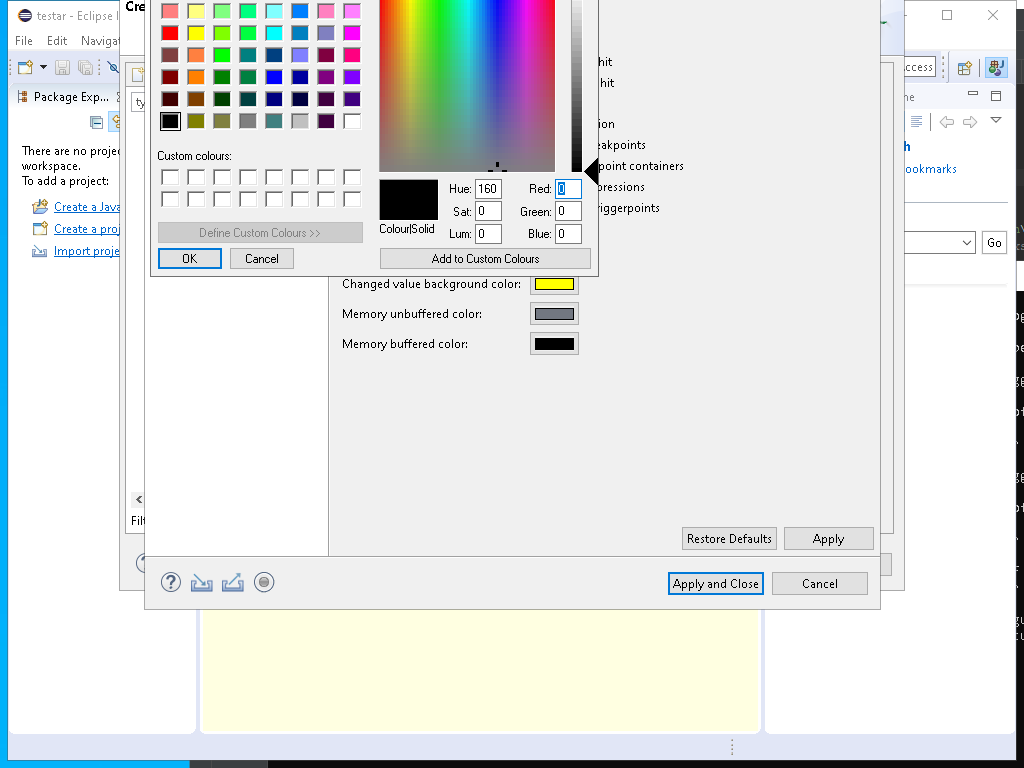 testar - Eclipse I
Cre
File Edit Navigat
Package Exp...
There are no projec
workspace.
To add a project:
Create a Java
Create a proj
Import proje
ty
Filt
Custom colours:
Define Custom Colours >>
OK
Cancel
Colour|Solid
Hue: 160
Sat: 0
Lum: 0
Red: 0
Green: 0
Blue: 0
Add to Custom Colours
hit
hit
ion
eakpoints
point containers
pressions
riggerpoints
Changed value background color:
Memory unbuffered color:
Memory buffered color:
Restore Defaults
Apply
Apply and Close
Cancel
ccess
ne
h
ookmarks
Go